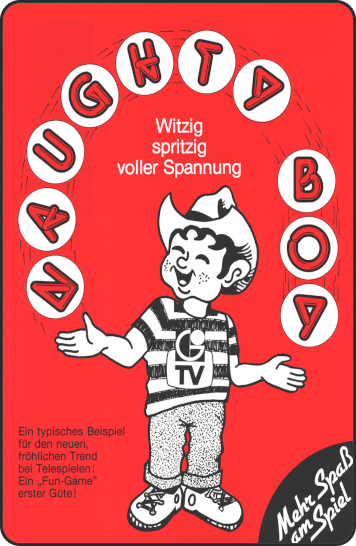 NAUGHTY
BOY
Witzig
spritzig
voller Spannung
TV
Ein typisches Beispiel
für den neuen,
fröhlichen Trend
bei Telespielen:
Ein „Fun-Game"
erster Güte!
Mehr Spaß
am Spiel